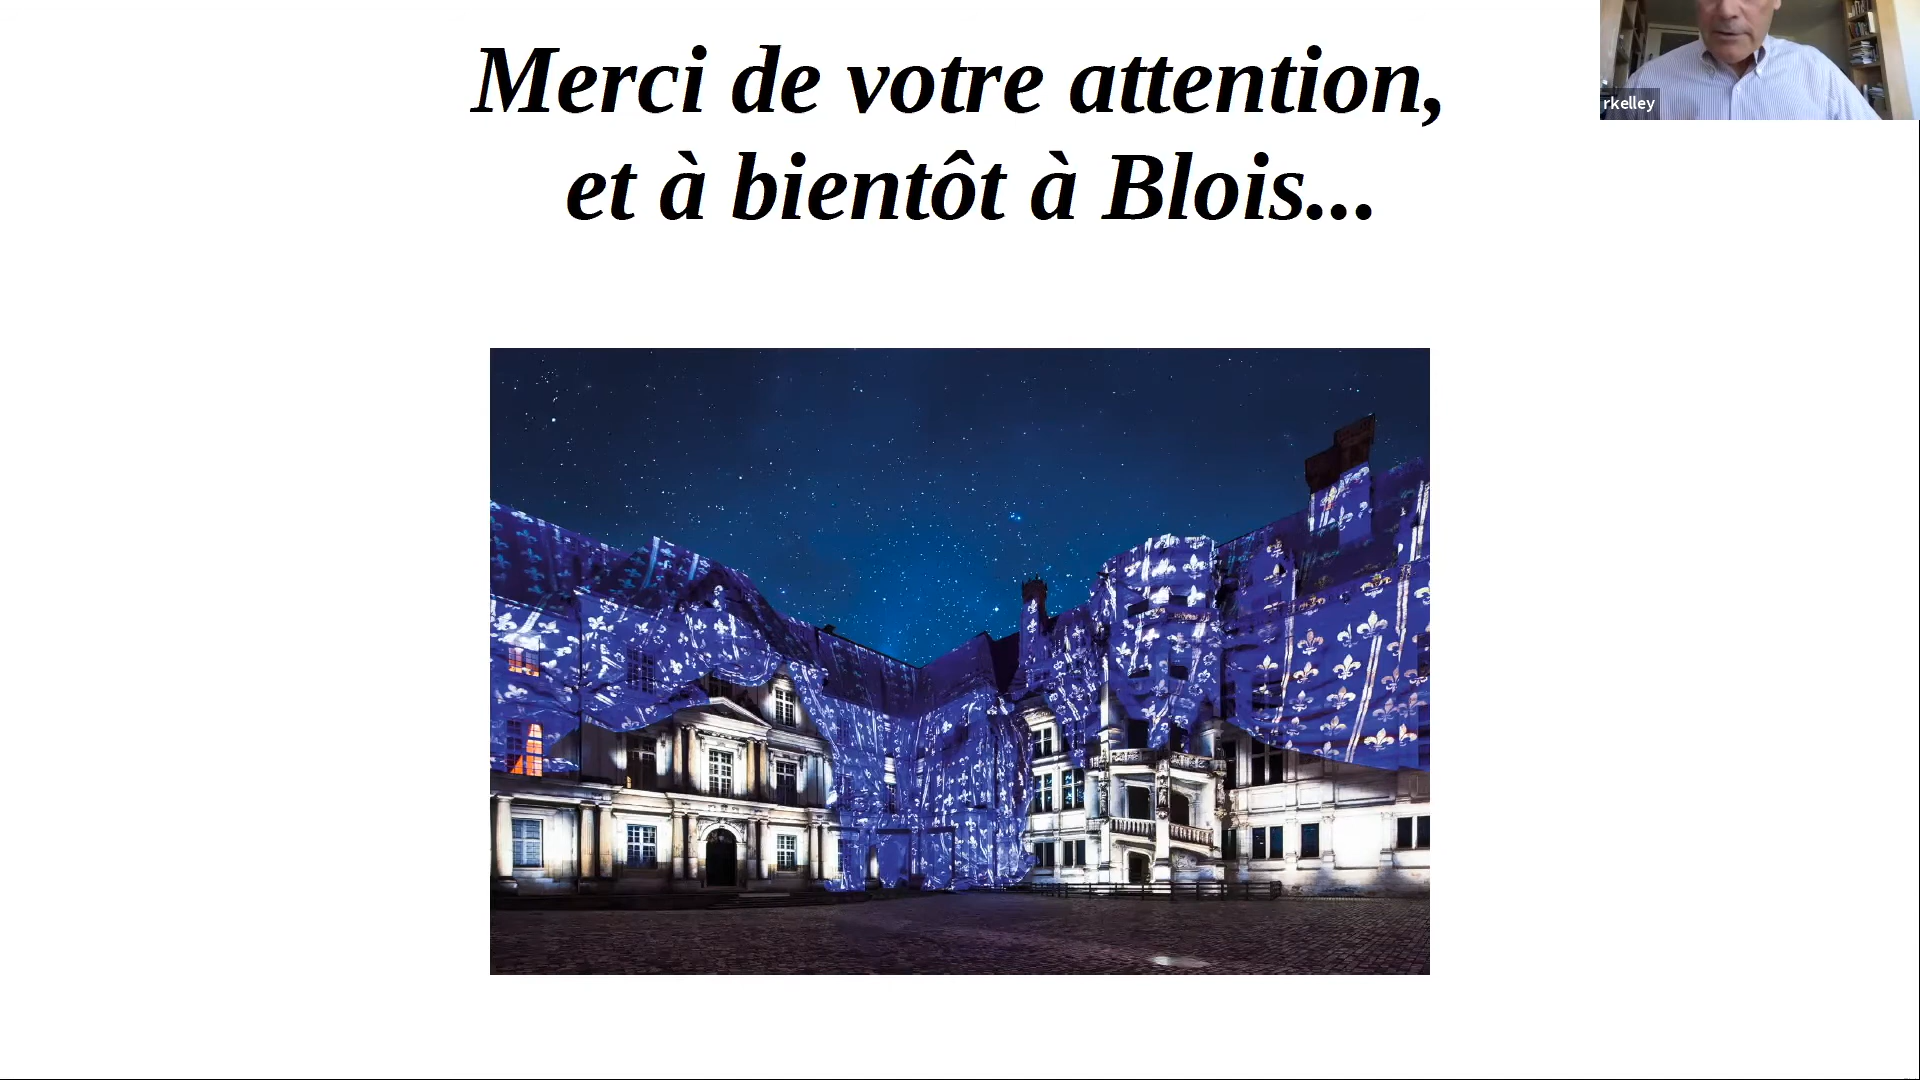 Merci de votre attention,
et à bientôt à Blois...
rkelley